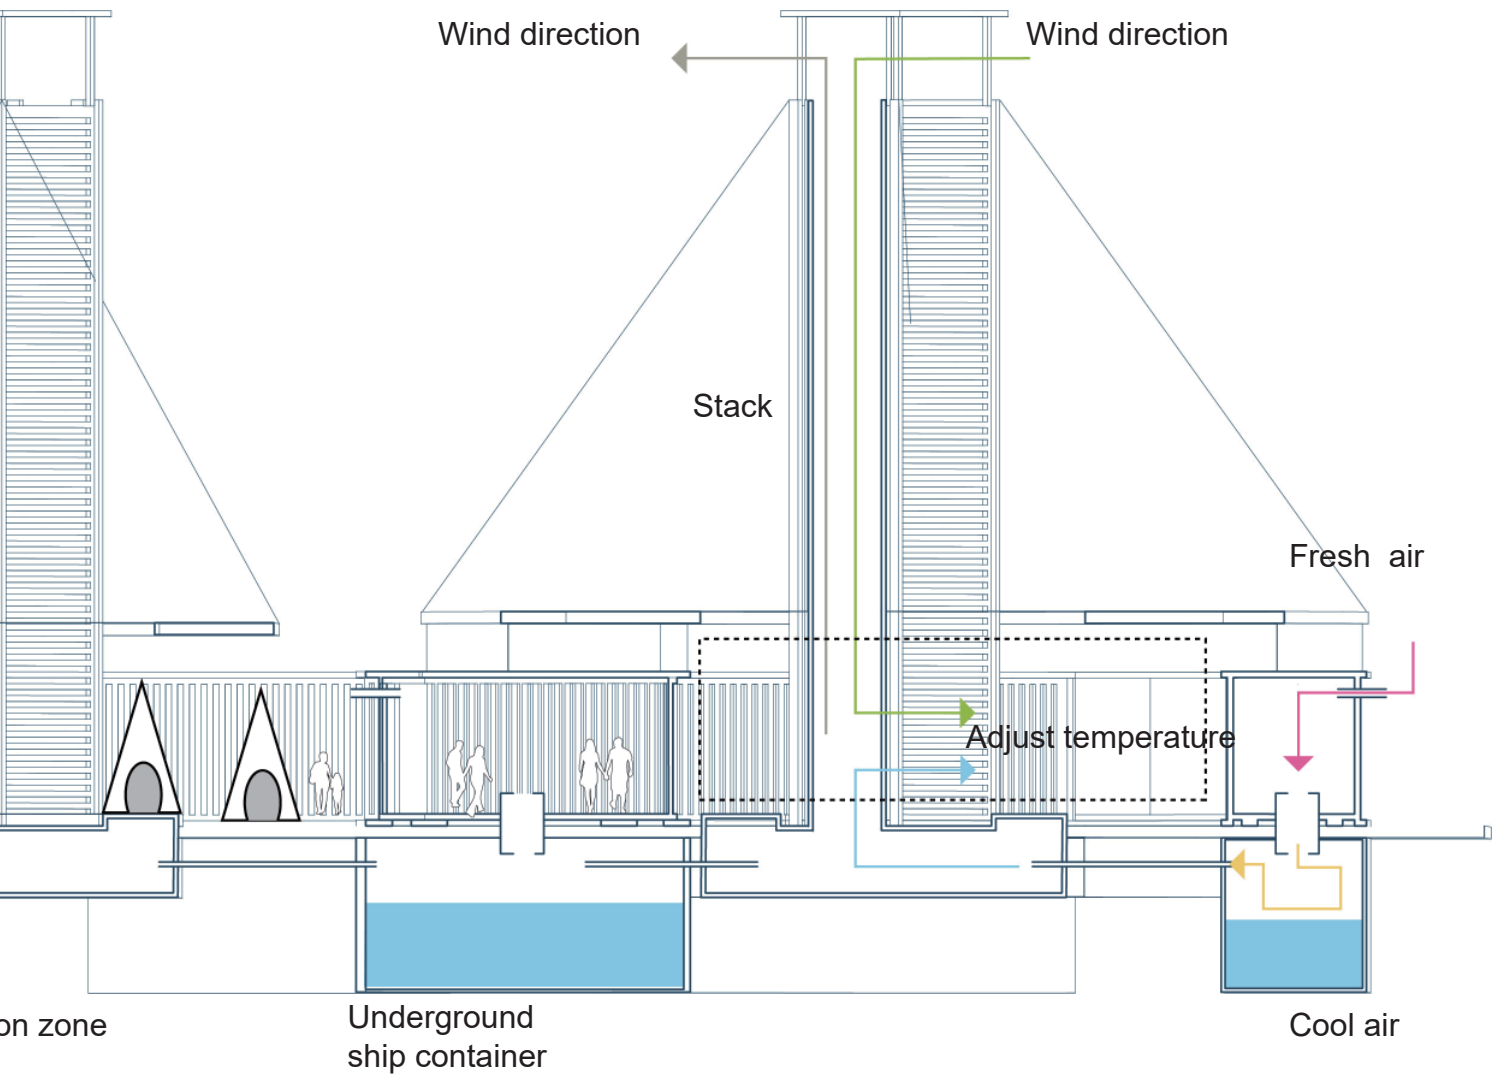 Wind direction
Wind direction
Stack
Fresh air
Adjust temperature
on zone
Underground
ship container
Cool air